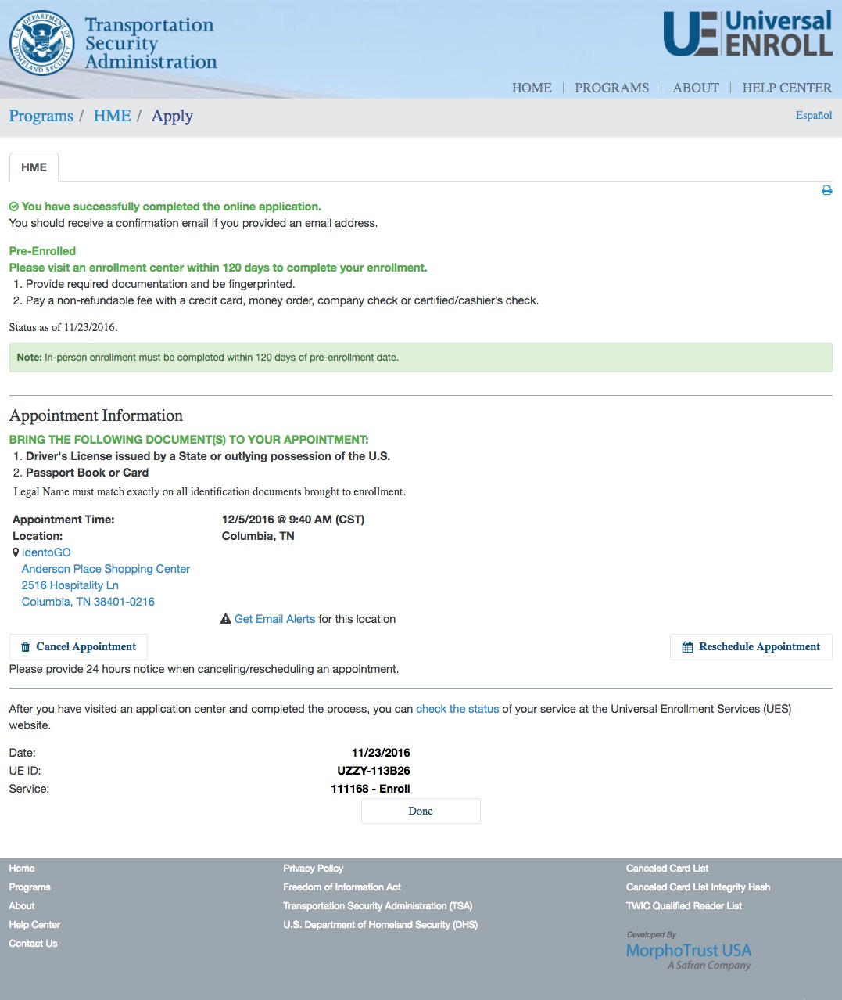 U.S. DEPARTMENT OF HOMELAND SECURITY
Transportation
Security
Administration
UE Universal
ENROLL
HOME | PROGRAMS | ABOUT | HELP CENTER
Programs / HME / Apply
Español
HME
You have successfully completed the online application.
You should receive a confirmation email if you provided an email address.
Pre-Enrolled
Please visit an enrollment center within 120 days to complete your enrollment.
1. Provide required documentation and be fingerprinted.
2. Pay a non-refundable fee with a credit card, money order, company check or certified/cashier's check.
Status as of 11/23/2016.
Note: In-person enrollment must be completed within 120 days of pre-enrollment date.
Appointment Information
BRING THE FOLLOWING DOCUMENT(S) TO YOUR APPOINTMENT:
1. Driver's License issued by a State or outlying possession of the U.S.
2. Passport Book or Card
Legal Name must match exactly on all identification documents brought to enrollment.
Appointment Time: 12/5/2016 @ 9:40 AM (CST)
Location: Columbia, TN
IdentoGO
Anderson Place Shopping Center
2516 Hospitality Ln
Columbia, TN 38401-0216
Get Email Alerts for this location
Cancel Appointment
Reschedule Appointment
Please provide 24 hours notice when canceling/rescheduling an appointment.
After you have visited an application center and completed the process, you can check the status of your service at the Universal Enrollment Services (UES)
website.
Date: 11/23/2016
UE ID: UZZY-113B26
Service: 111168 - Enroll
Done
Home
Programs
About
Help Center
Contact Us
Privacy Policy
Freedom of Information Act
Transportation Security Administration (TSA)
U.S. Department of Homeland Security (DHS)
Canceled Card List
Canceled Card List Integrity Hash
TWIC Qualified Reader List
Developed By
MorphoTrust USA
A Safran Company